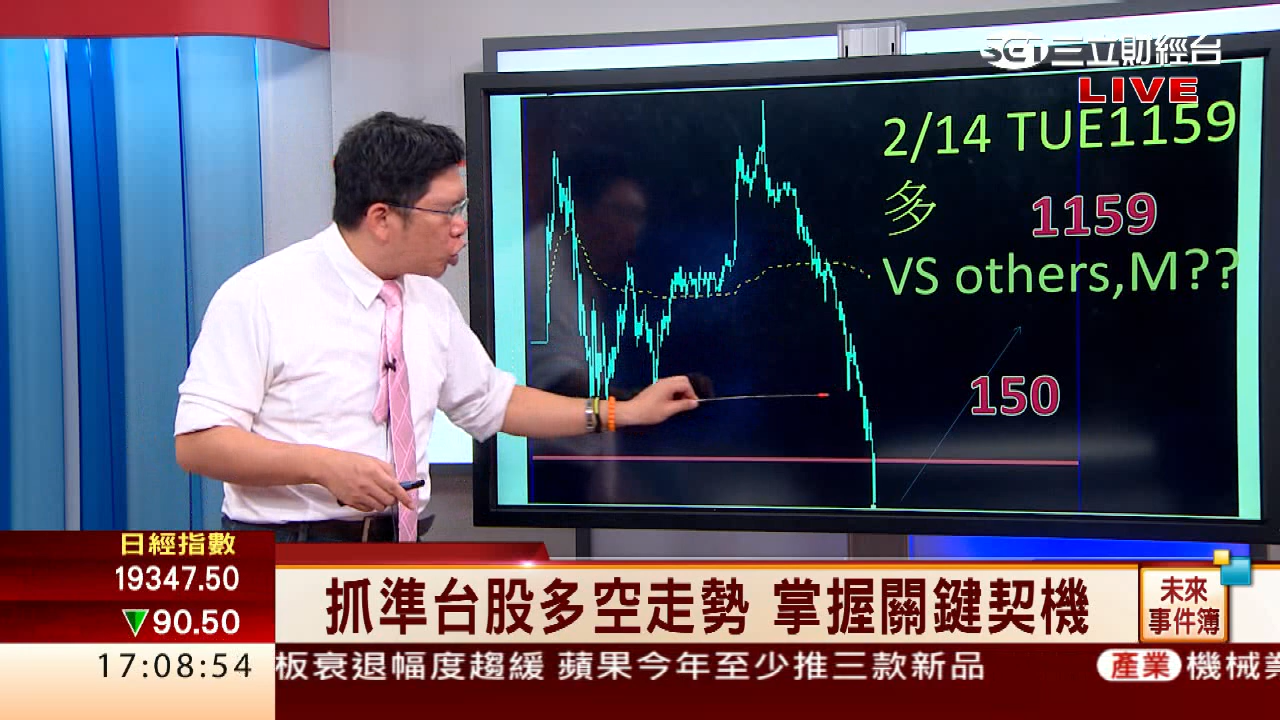 SET三立財經台
LIVE
2/14 TUE1159
多
1159
VS others,M??
150
日經指數
19347.50
▼90.50
抓準台股多空走勢 掌握關鍵契機
未來
事件簿
17:08:54
板衰退幅度趨緩 蘋果今年至少推三款新品
產業 機械業